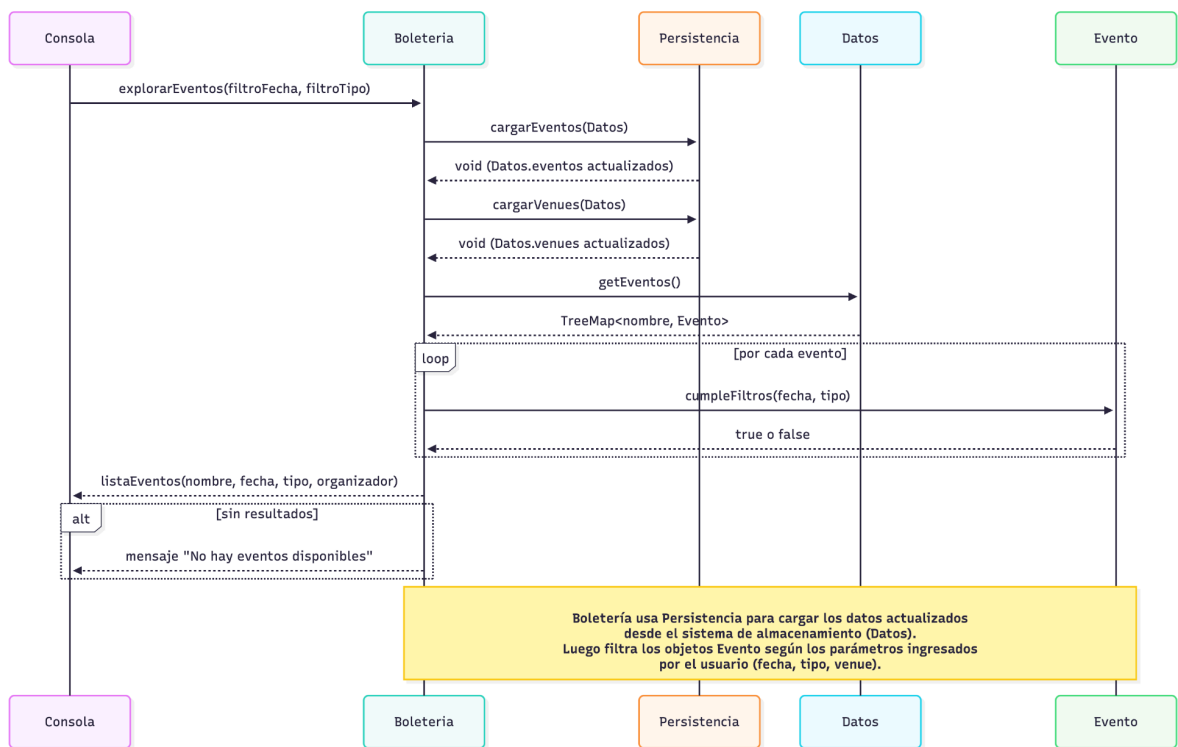 Consola
Boleteria
Persistencia
Datos
Evento
explorarEventos(filtroFecha, filtroTipo)
cargarEventos(Datos)
void (Datos.eventos actualizados)
cargarVenues(Datos)
void (Datos.venues actualizados)
getEventos()
TreeMap<nombre, Evento>
loop
[por cada evento]
cumpleFiltros(fecha, tipo)
true o false
listaEventos(nombre, fecha, tipo, organizador)
alt
[sin resultados]
mensaje "No hay eventos disponibles"
Boletería usa Persistencia para cargar los datos actualizados
desde el sistema de almacenamiento (Datos).
Luego filtra los objetos Evento según los parámetros ingresados
por el usuario (fecha, tipo, venue).
Consola
Boleteria
Persistencia
Datos
Evento